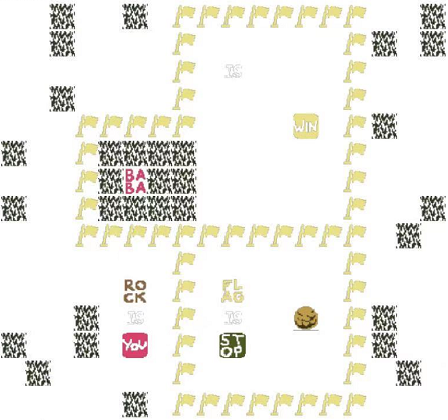 IS
WIN
BABA
ROCK FLAG
IS IS
YOU STOP